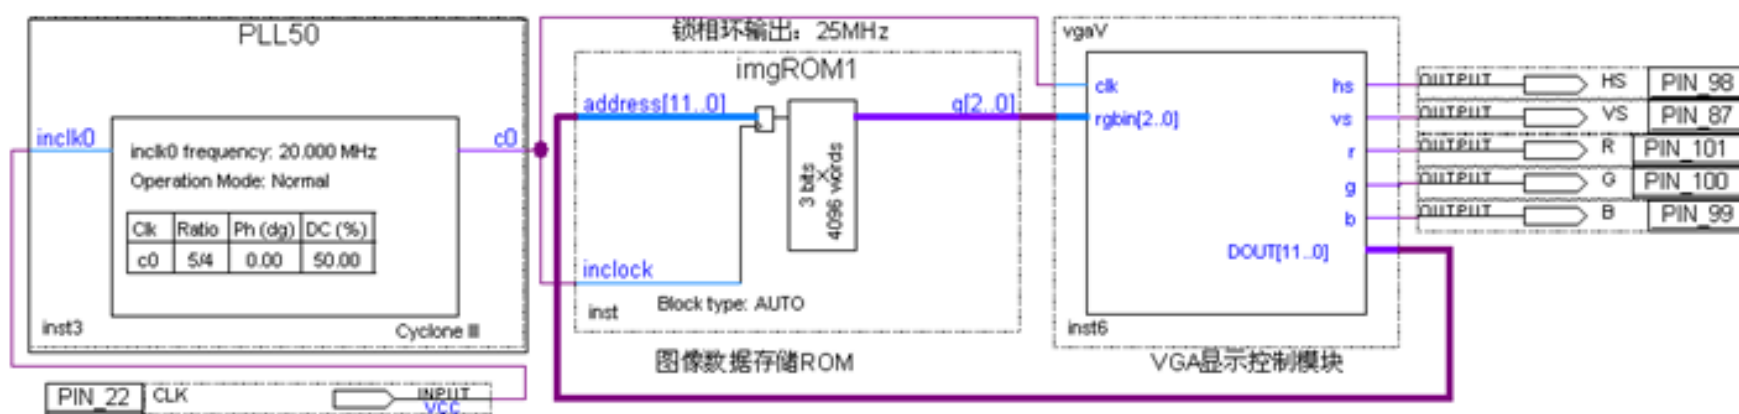 PLL50
inclk0
c0
inclk0 frequency: 20.000 MHz
Operation Mode: Normal
Clk Ratio Ph (dg) DC (%)
c0 5/4 0.00 50.00
inst3
Cyclone III
PIN_22
CLK
INPUT
VCC
锁相环输出：25MHz
imgROM1
address[11..0]
q[2..0]
3 bits
×
4096 words
inclock
inst
Block type: AUTO
图像数据存储ROM
vgaV
clk
rgbin[2..0]
hs
vs
r
g
b
DOUT[11..0]
inst6
VGA显示控制模块
OUTPUT HS PIN_98
OUTPUT VS PIN_87
OUTPUT R PIN_101
OUTPUT G PIN_100
OUTPUT B PIN_99